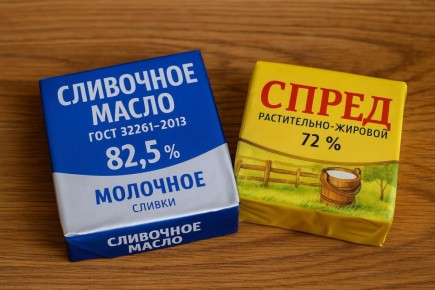 СЛИВОЧНОЕ
МАСЛО
ГОСТ 32261–2013
82,5 %
МОЛОЧНОЕ
СЛИВКИ
СЛИВОЧНОЕ
МАСЛО
СПРЕД
РАСТИТЕЛЬНО–ЖИРОВОЙ
72 %